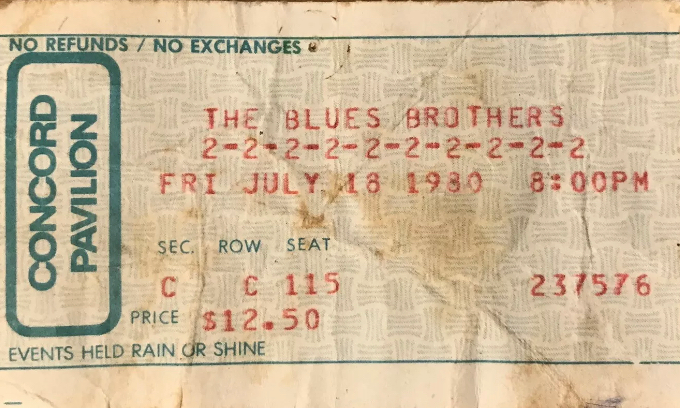 NO REFUNDS / NO EXCHANGES
CONCORD
PAVILION
THE BLUES BROTHERS
2-2-2-2-2-2-2-2-2-2
FRI JULY 18 1980 8:00PM
SEC. ROW SEAT
C C 115 237576
PRICE $12.50
EVENTS HELD RAIN OR SHINE